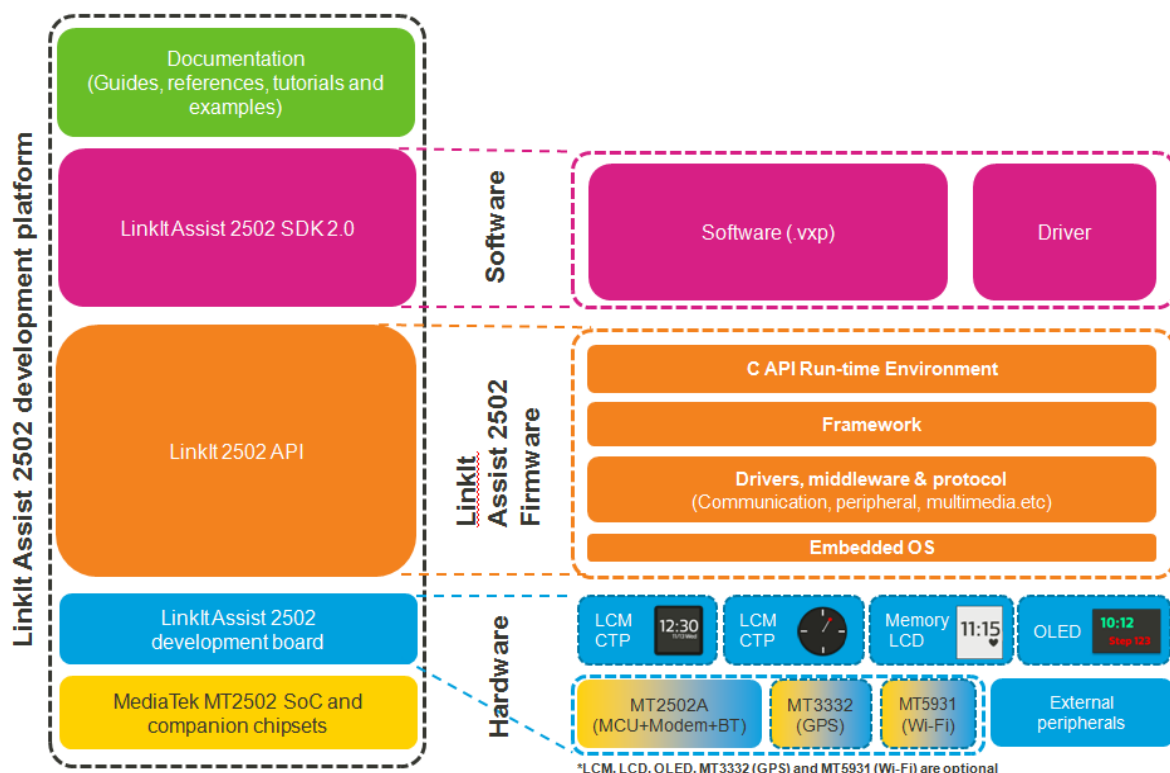 LinkIt Assist 2502 development platform
Documentation
(Guides, references, tutorials and
examples)
LinkIt Assist 2502 SDK 2.0
LinkIt 2502 API
LinkIt Assist 2502
development board
MediaTek MT2502 SoC and
companion chipsets
Software
Software (.vxp)
Driver
LinkIt
Assist 2502
Firmware
C API Run-time Environment
Framework
Drivers, middleware & protocol
(Communication, peripheral, multimedia.etc)
Embedded OS
Hardware
LCM
CTP
12:30
11/12 Wed
LCM
CTP
Memory
LCD
11:15
OLED
10:12
Step 123
MT2502A
(MCU+Modem+BT)
MT3332
(GPS)
MT5931
(Wi-Fi)
External
peripherals
*LCM, LCD, OLED, MT3332 (GPS) and MT5931 (Wi-Fi) are optional